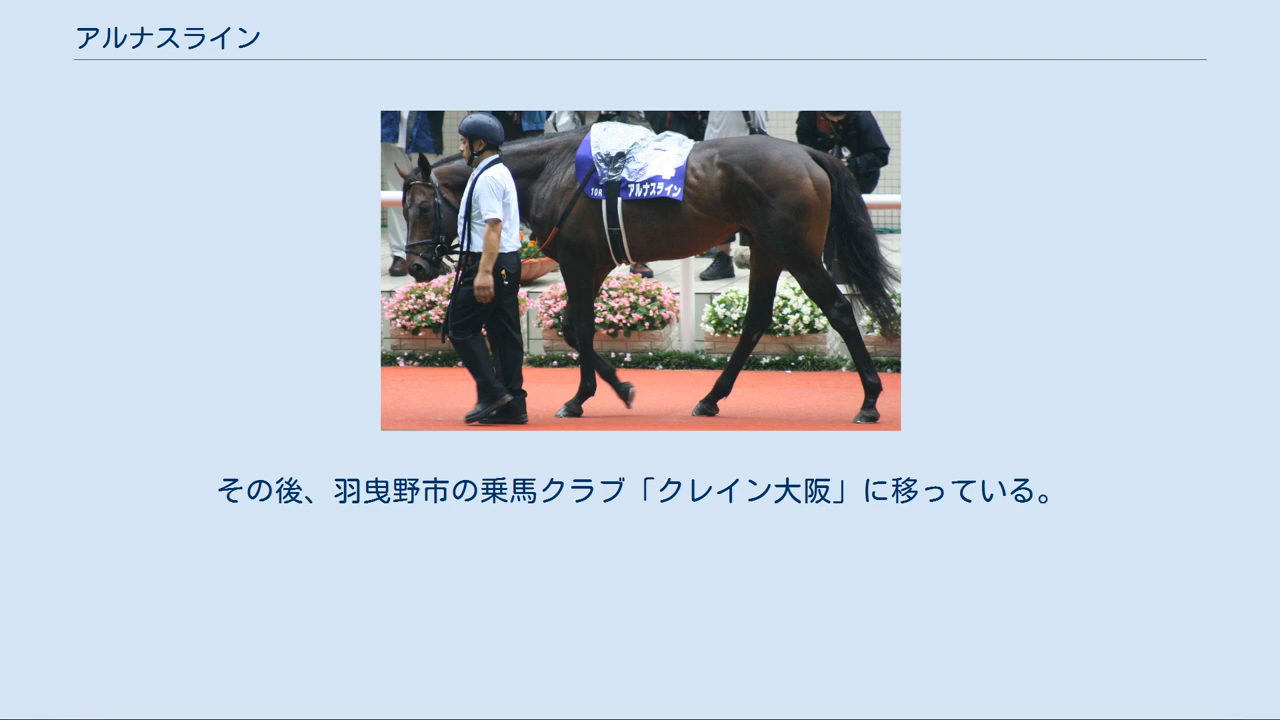 アルナスライン
10R
アルナスライン
その後、羽曳野市の乗馬クラブ「クレイン大阪」に移っている。